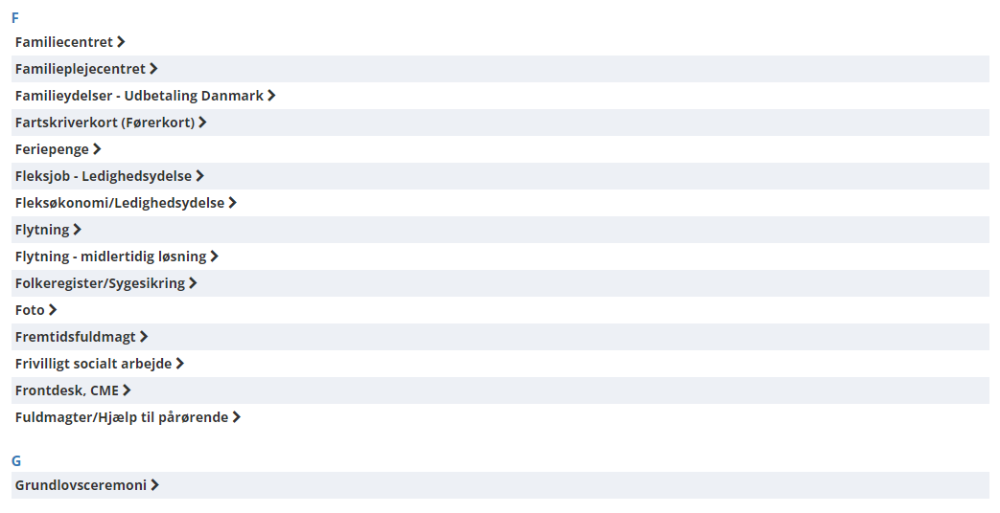 F
Familiecentret
Familieplejecentret
Familieydelser - Udbetaling Danmark
Fartskriverkort (Førerkort)
Feriepenge
Fleksjob - Ledighedsydelse
Fleksøkonomi/Ledighedsydelse
Flytning
Flytning - midlertidig løsning
Folkeregister/Sygesikring
Foto
Fremtidsfuldmagt
Frivilligt socialt arbejde
Frontdesk, CME
Fuldmagter/Hjælp til pårørende
G
Grundlovsceremoni